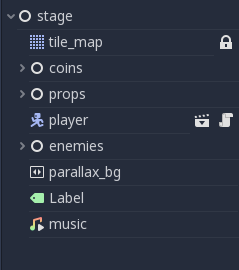 stage
tile_map
coins
props
player
enemies
parallax_bg
Label
music